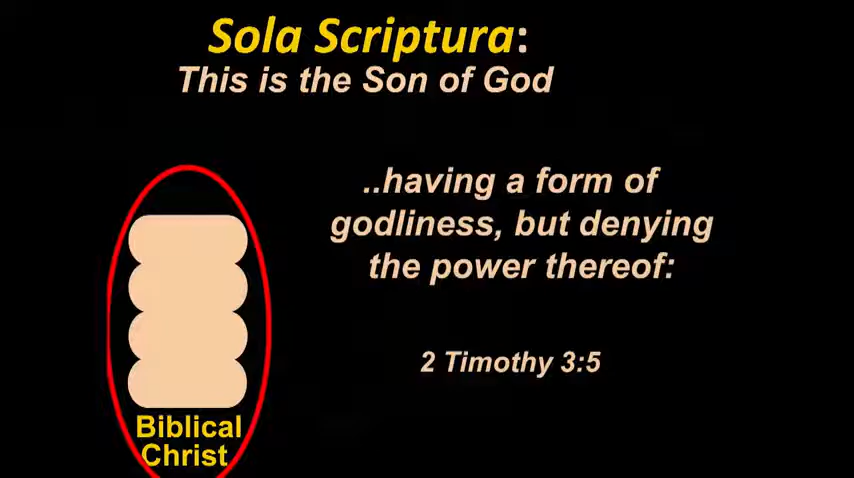 Sola Scriptura:
This is the Son of God
..having a form of
godliness, but denying
the power thereof:
2 Timothy 3:5
Biblical
Christ